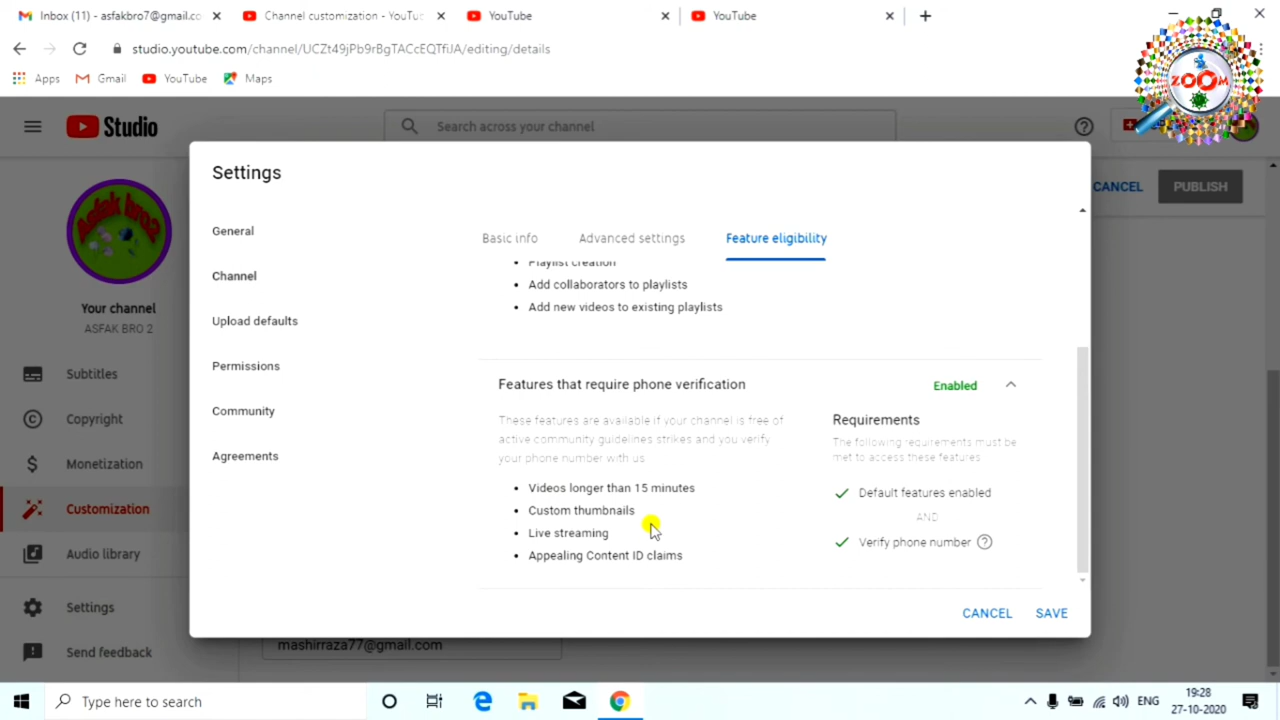 Inbox (11) - asfakbro7@gmail.co
Channel customization - YouTu
YouTube
YouTube
studio.youtube.com/channel/UCZt49jPb9rBgTACcEQTfiJA/editing/details
Apps
Gmail
YouTube
Maps
ZOOM
Studio
Search across your channel
Settings
CANCEL
PUBLISH
General
Basic info
Advanced settings
Feature eligibility
Asfak bro2
Playlist creation
Channel
Add collaborators to playlists
Your channel
Add new videos to existing playlists
ASFAK BRO 2
Upload defaults
Permissions
Subtitles
Features that require phone verification
Enabled
Community
Copyright
These features are available if your channel is free of
active community guidelines strikes and you verify
your phone number with us
Requirements
The following requirements must be
met to access these features
Agreements
Monetization
Videos longer than 15 minutes
Default features enabled
Customization
Custom thumbnails
AND
Live streaming
Verify phone number
Audio library
Appealing Content ID claims
Settings
CANCEL
SAVE
Send feedback
mashirraza77@gmail.com
Type here to search
ENG
19:28
27-10-2020